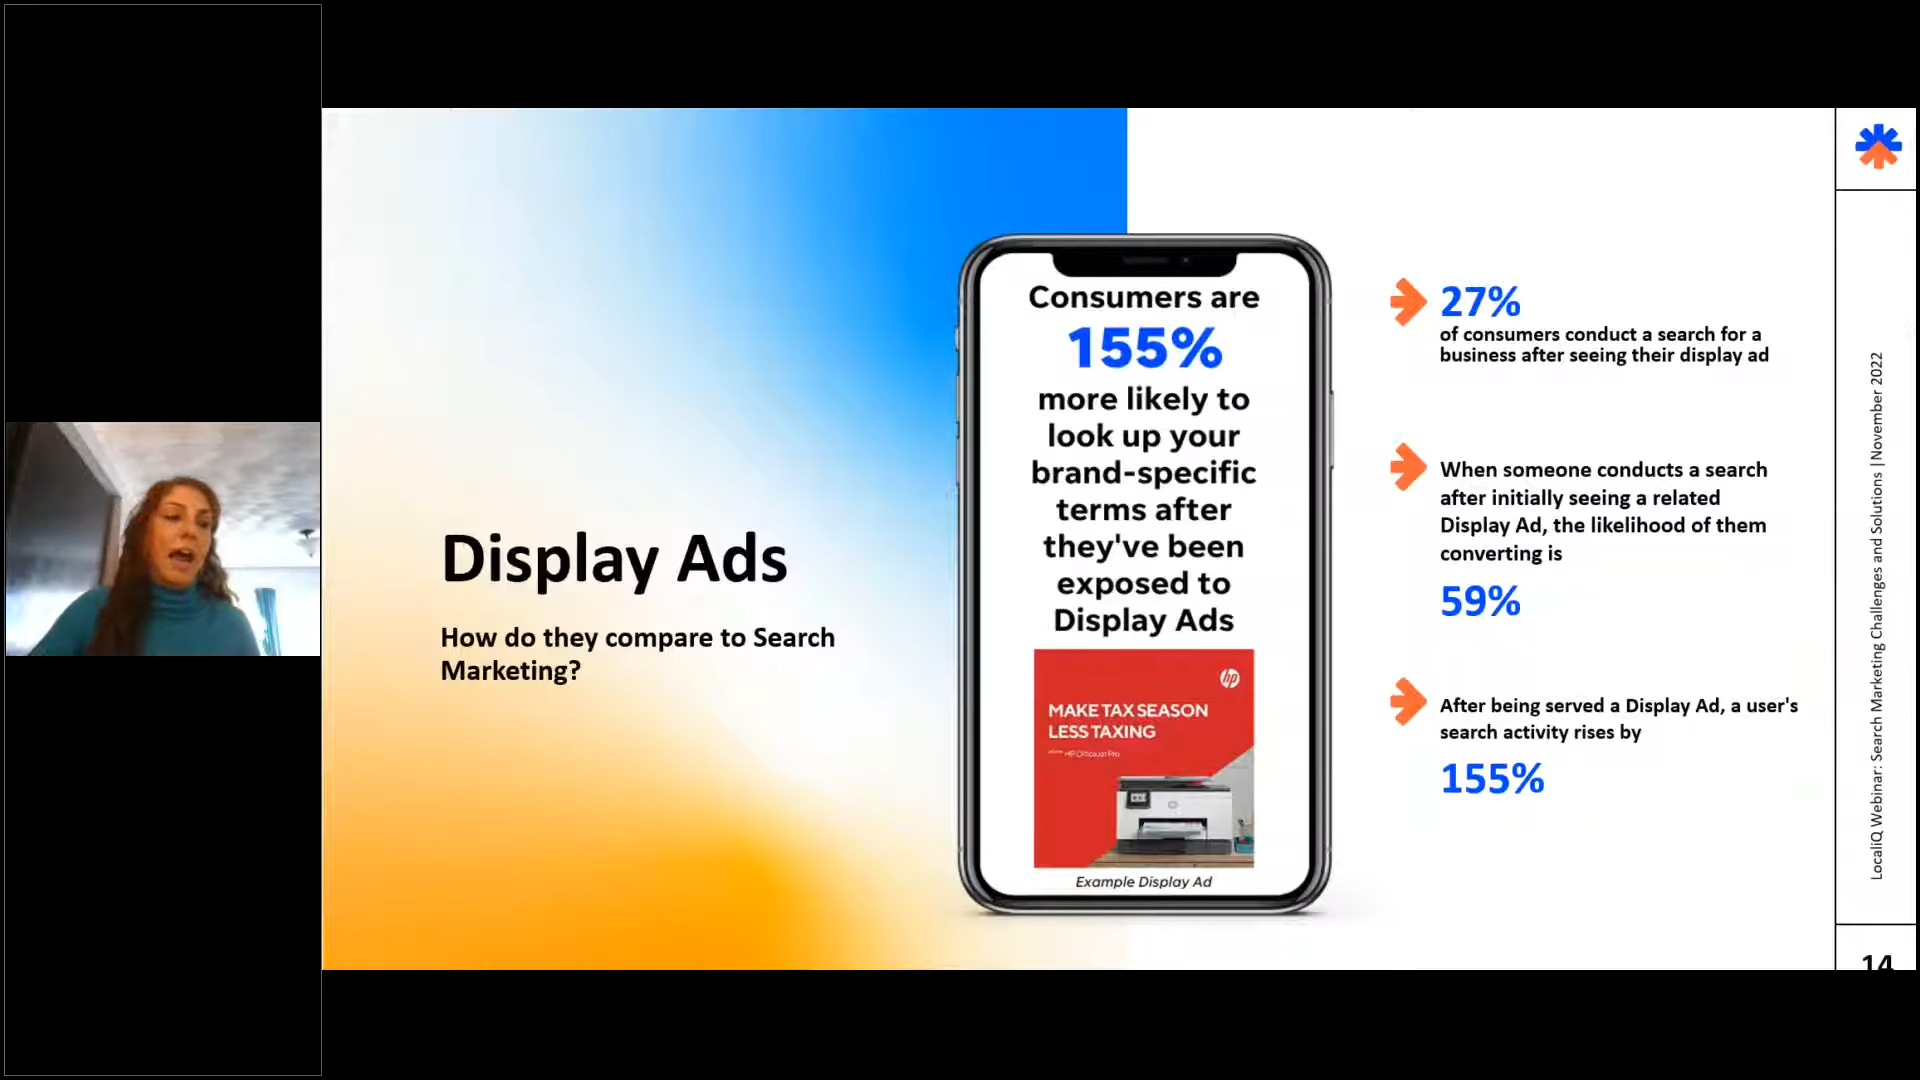 Display Ads
How do they compare to Search
Marketing?
Consumers are
155%
more likely to
look up your
brand-specific
terms after
they've been
exposed to
Display Ads
hp
MAKE TAX SEASON
LESS TAXING
HP OfficeJet Pro
Example Display Ad
27%
of consumers conduct a search for a
business after seeing their display ad
When someone conducts a search
after initially seeing a related
Display Ad, the likelihood of them
converting is
59%
After being served a Display Ad, a user's
search activity rises by
155%
LocaliQ Webinar: Search Marketing Challenges and Solutions |November 2022
14